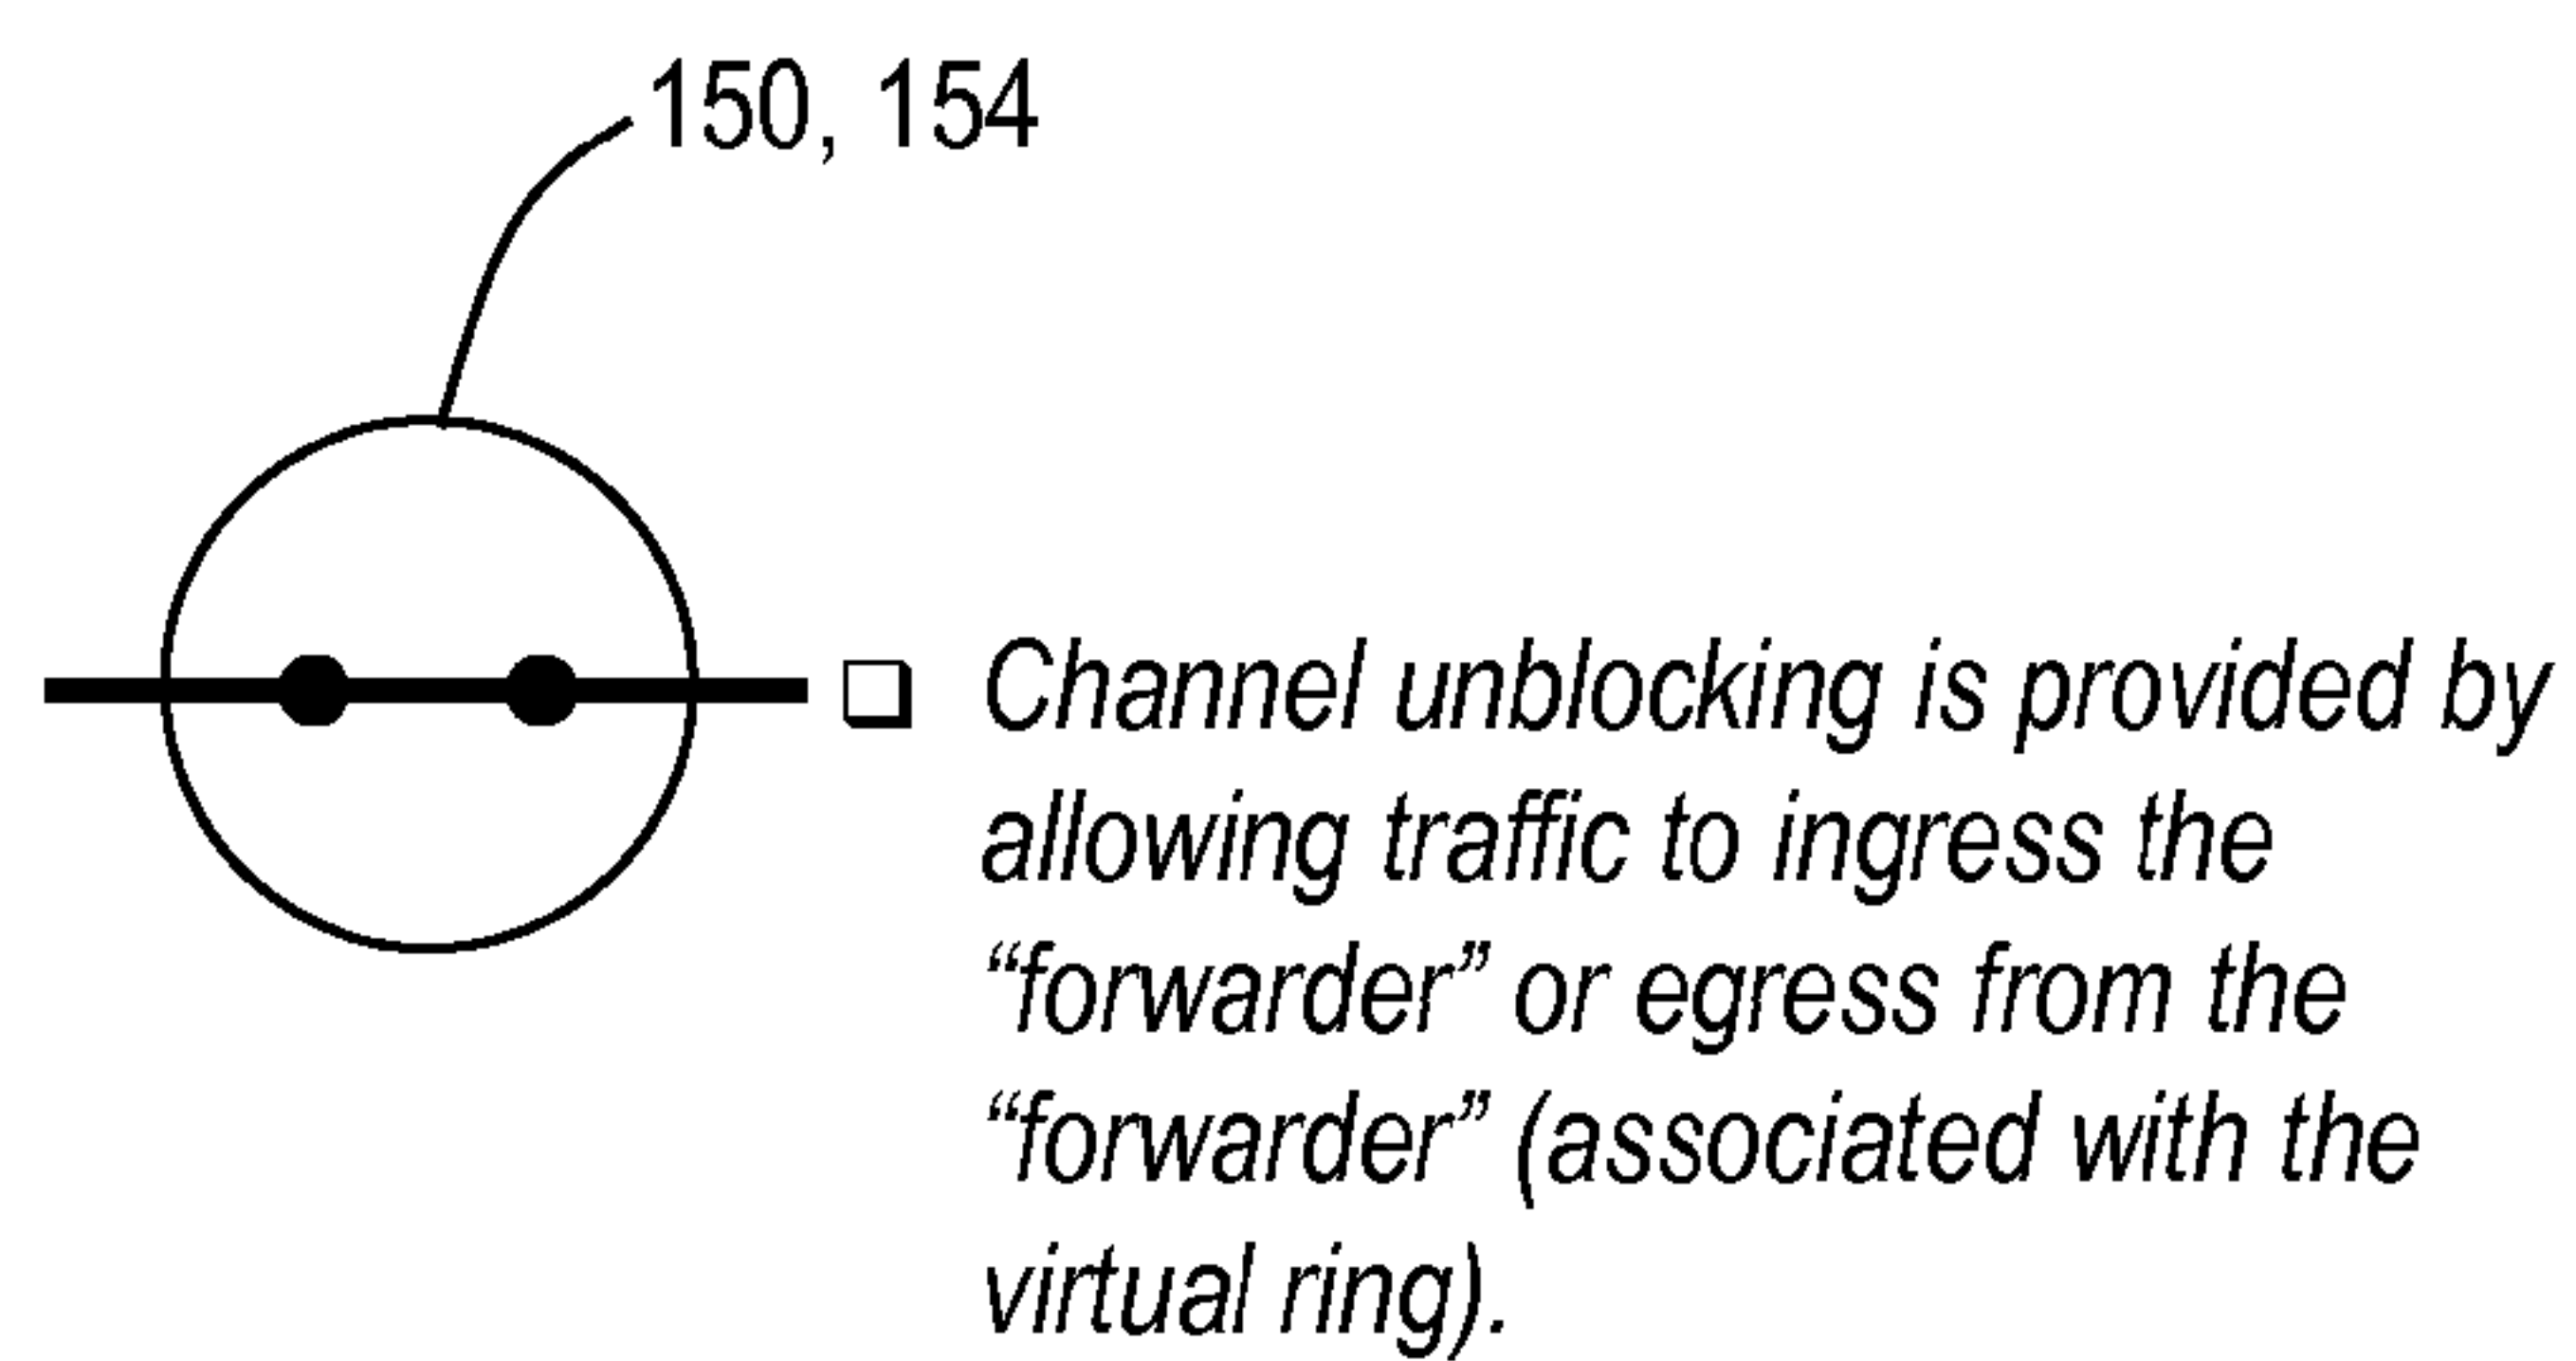 150, 154
❑ Channel unblocking is provided by
allowing traffic to ingress the
“forwarder” or egress from the
“forwarder” (associated with the
virtual ring).